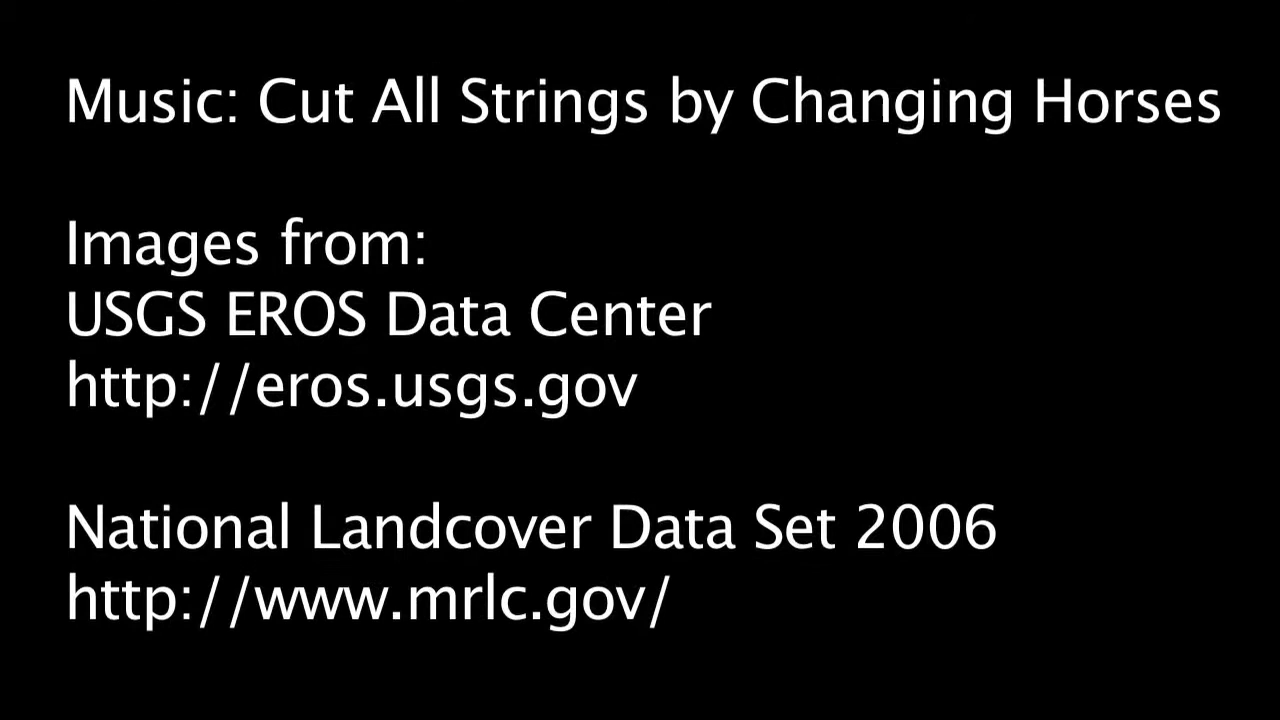 Music: Cut All Strings by Changing Horses
Images from:
USGS EROS Data Center
http://eros.usgs.gov
National Landcover Data Set 2006
http://www.mrlc.gov/